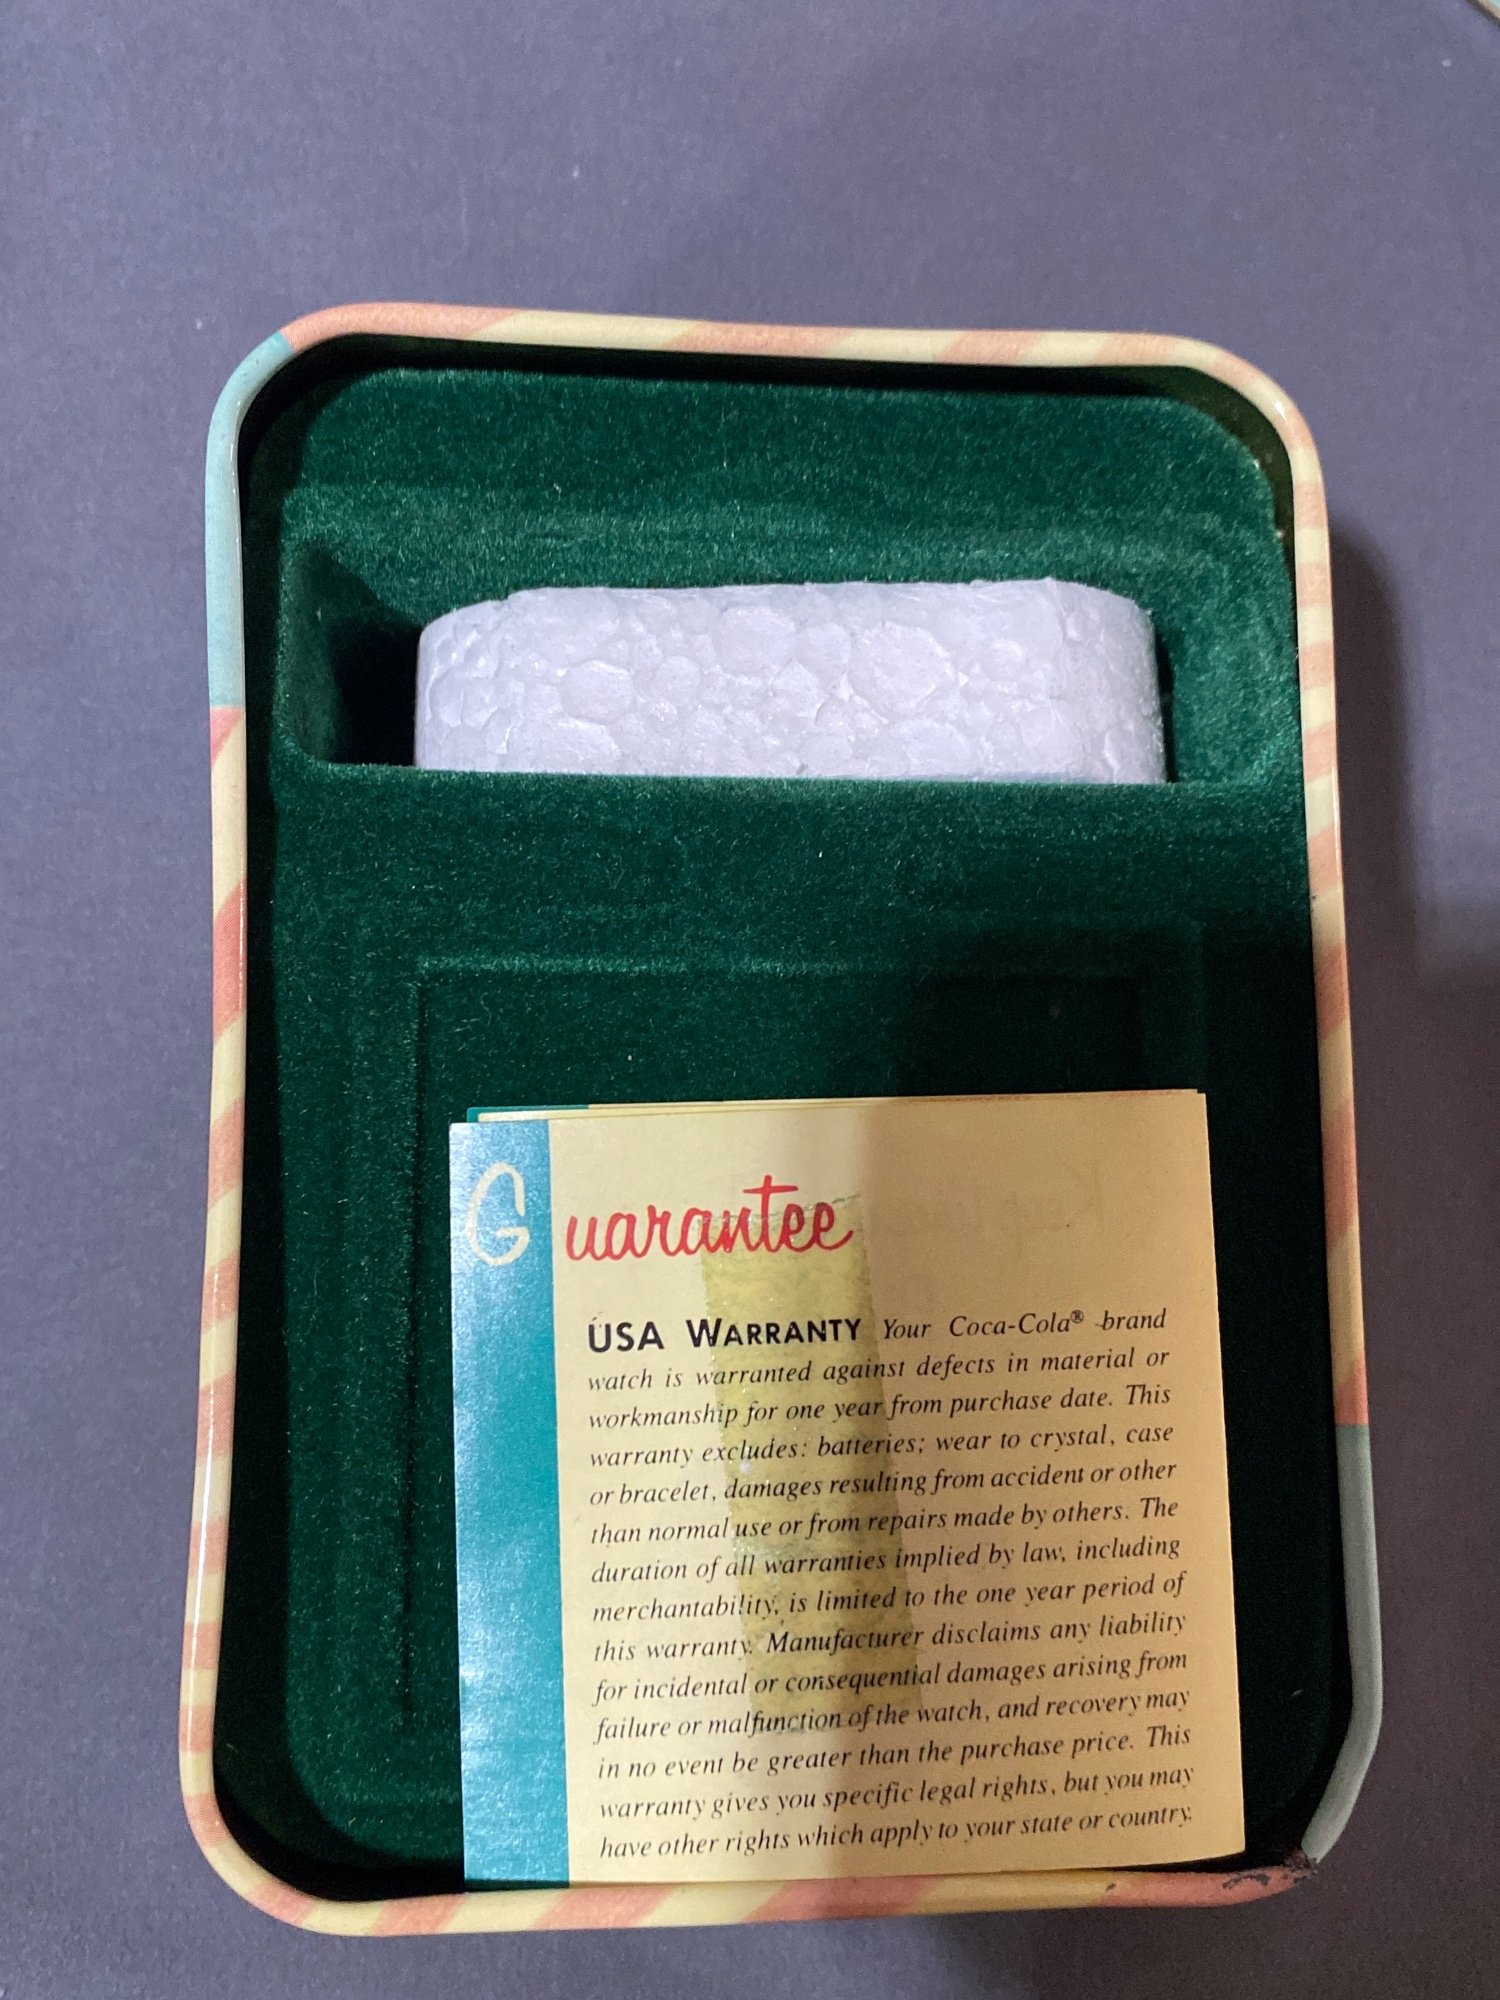 Guarantee
USA WARRANTY Your Coca-Cola® brand
watch is warranted against defects in material or
workmanship for one year from purchase date. This
warranty excludes: batteries; wear to crystal, case
or bracelet, damages resulting from accident or other
than normal use or from repairs made by others. The
duration of all warranties implied by law, including
merchantability, is limited to the one year period of
this warranty. Manufacturer disclaims any liability
for incidental or consequential damages arising from
failure or malfunction of the watch, and recovery may
in no event be greater than the purchase price. This
warranty gives you specific legal rights, but you may
have other rights which apply to your state or country.